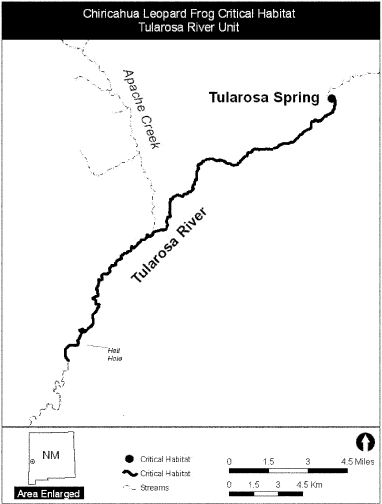 Chiricahua Leopard Frog Critical Habitat
Tularosa River Unit
Apache Creek
Tularosa Spring
Tularosa River
Hell
Hole
NM
Area Enlarged
Critical Habitat
Critical Habitat
Streams
0 1.5 3 4.5 Miles
0 1.5 3 4.5 Km